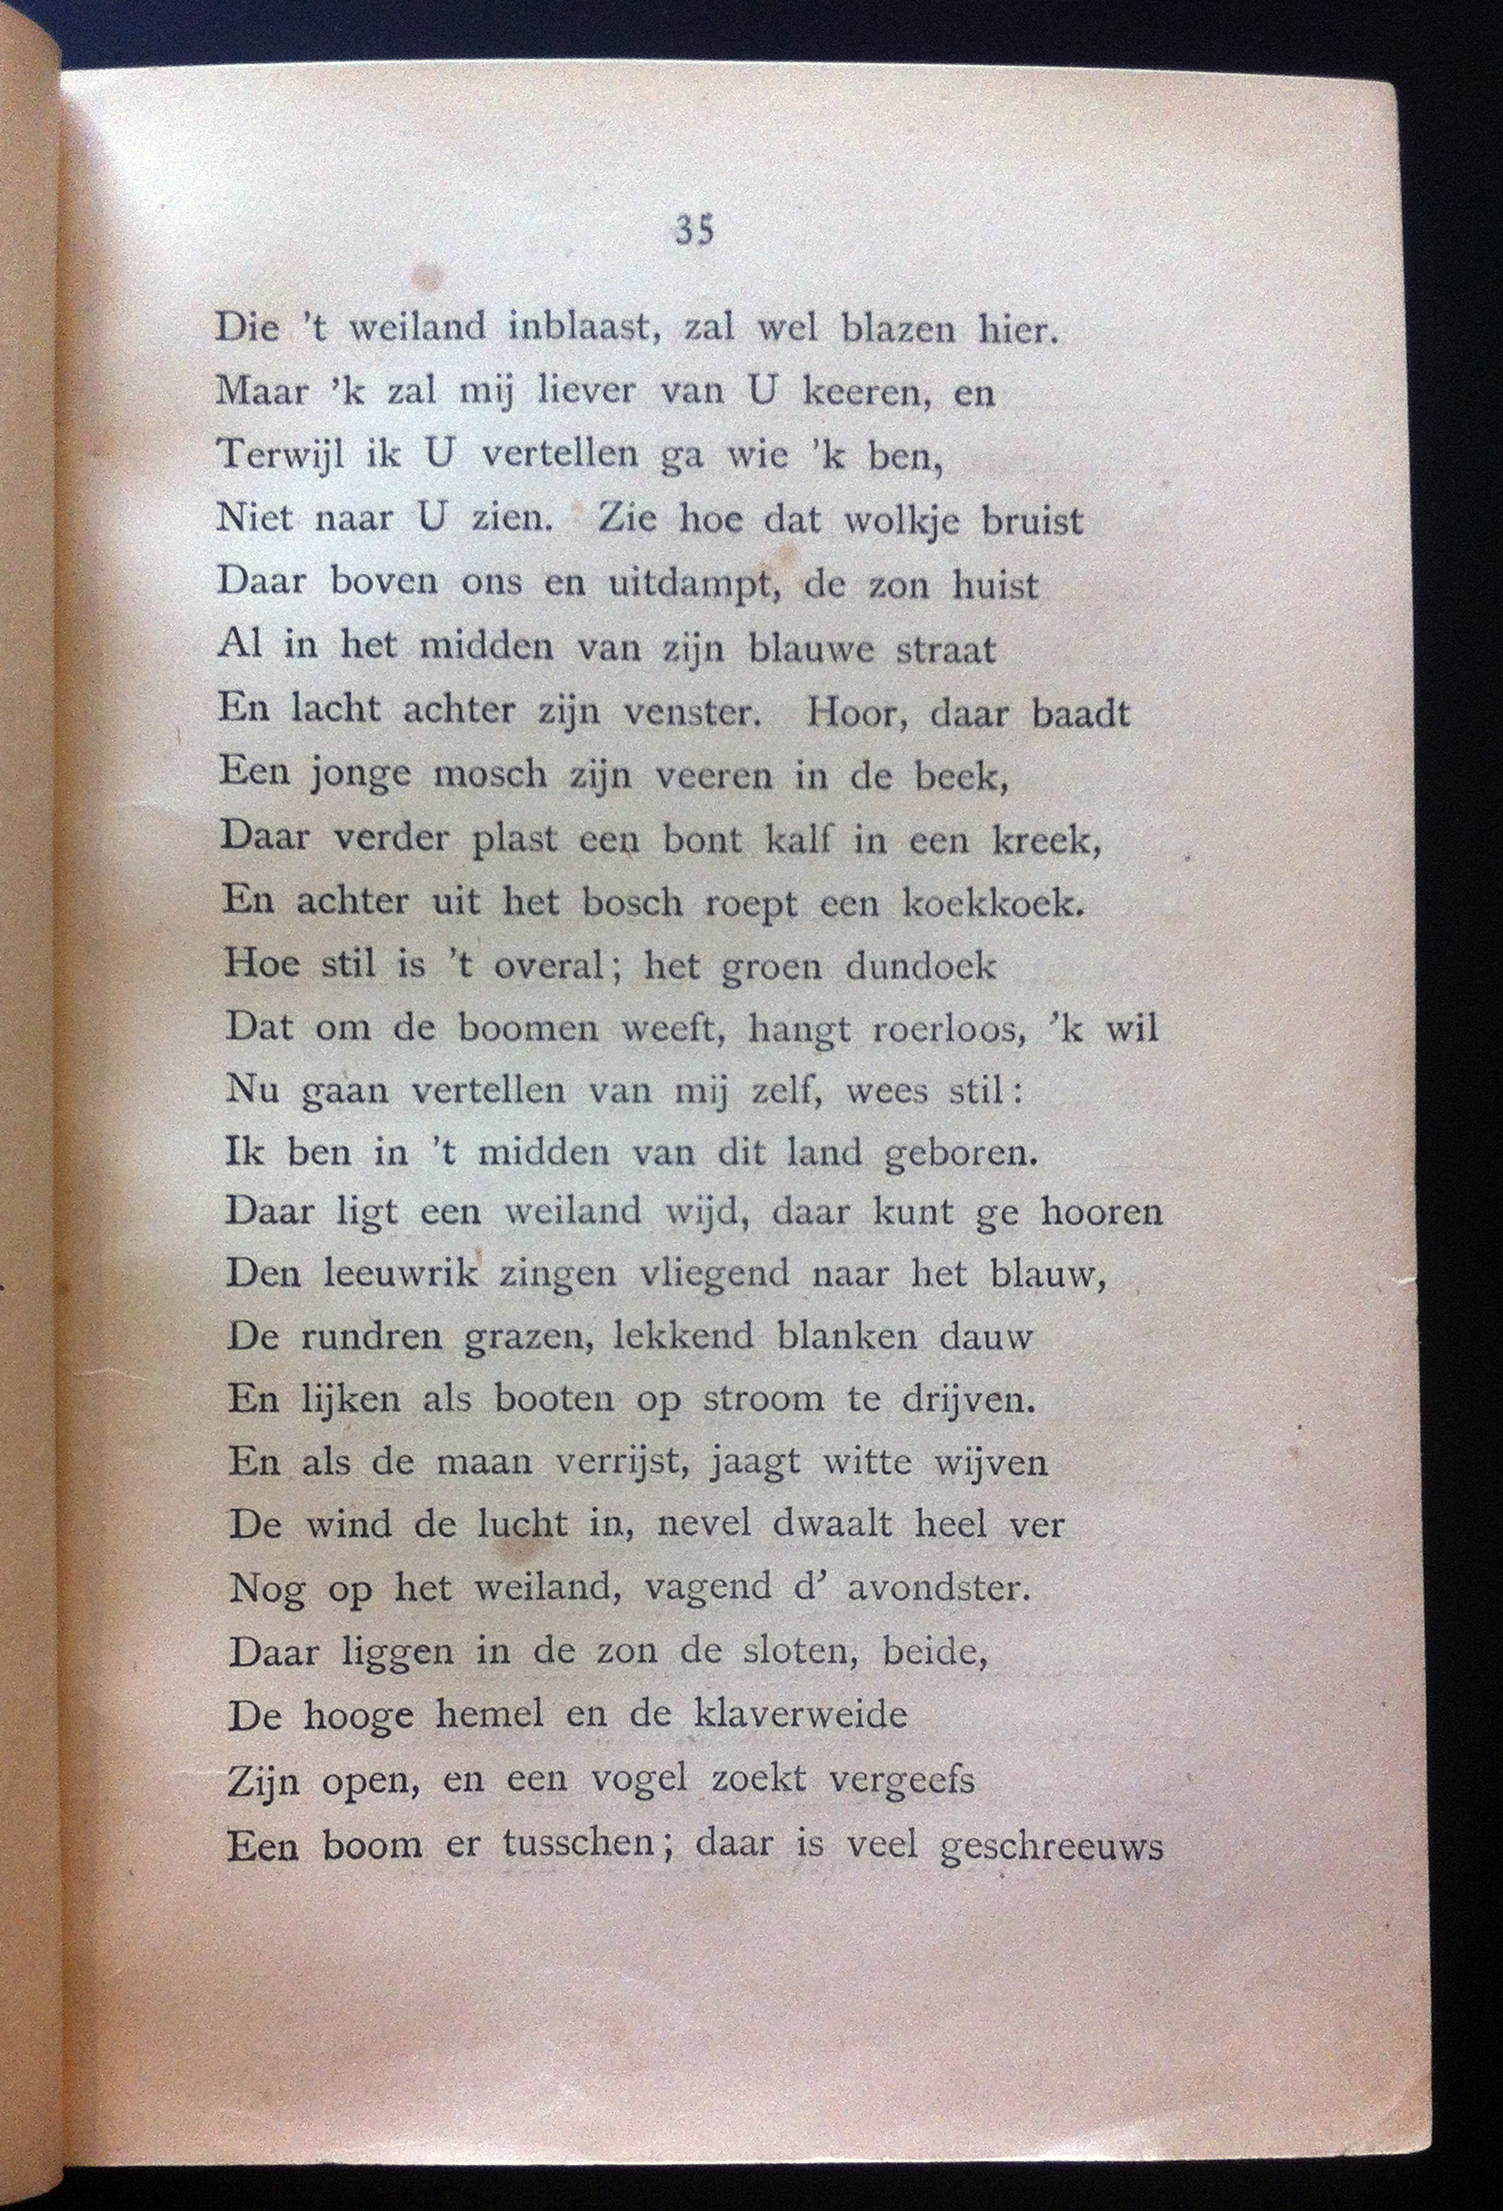 35
Die 't weiland inblaast, zal wel blazen hier.
Maar 'k zal mij liever van U keeren, en
Terwijl ik U vertellen ga wie 'k ben,
Niet naar U zien. Zie hoe dat wolkje bruist
Daar boven ons en uitdampt, de zon huist
Al in het midden van zijn blauwe straat
En lacht achter zijn venster. Hoor, daar baadt
Een jonge mosch zijn veeren in de beek,
Daar verder plast een bont kalf in een kreek,
En achter uit het bosch roept een koekkoek.
Hoe stil is 't overal; het groen dundoek
Dat om de boomen weeft, hangt roerloos, 'k wil
Nu gaan vertellen van mij zelf, wees stil:
Ik ben in 't midden van dit land geboren.
Daar ligt een weiland wijd, daar kunt ge hooren
Den leeuwrik zingen vliegend naar het blauw,
De rundren grazen, lekkend blanken dauw
En lijken als booten op stroom te drijven.
En als de maan verrijst, jaagt witte wijven
De wind de lucht in, nevel dwaalt heel ver
Nog op het weiland, vagend d' avondster.
Daar liggen in de zon de sloten, beide,
De hooge hemel en de klaverweide
Zijn open, en een vogel zoekt vergeefs
Een boom er tusschen; daar is veel geschreeuws